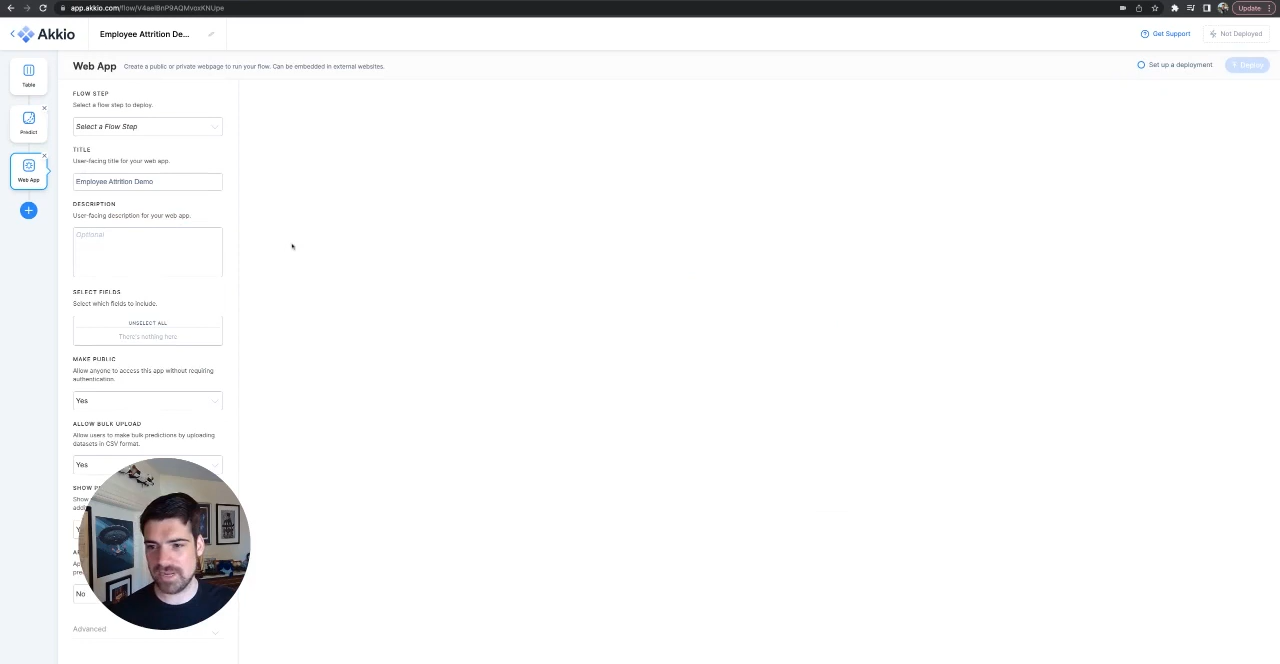 app.akkio.com/flow/V4aefBnP9AQMvoxKNUpe
Update
Akkio
Employee Attrition De...
Get Support
Not Deployed
Web App
Create a public or private webpage to run your flow. Can be embedded in external websites.
Set up a deployment
Deploy
Table
Predict
Web App
FLOW STEP
Select a flow step to deploy.
Select a Flow Step
TITLE
User-facing title for your web app.
Employee Attrition Demo
DESCRIPTION
User-facing description for your web app.
Optional
SELECT FIELDS
Select which fields to include.
UNSELECT ALL
There's nothing here
MAKE PUBLIC
Allow anyone to access this app without requiring
authentication.
Yes
ALLOW BULK UPLOAD
Allow users to make bulk predictions by uploading
datasets in CSV format.
Yes
SHOW
Show
No
Advanced